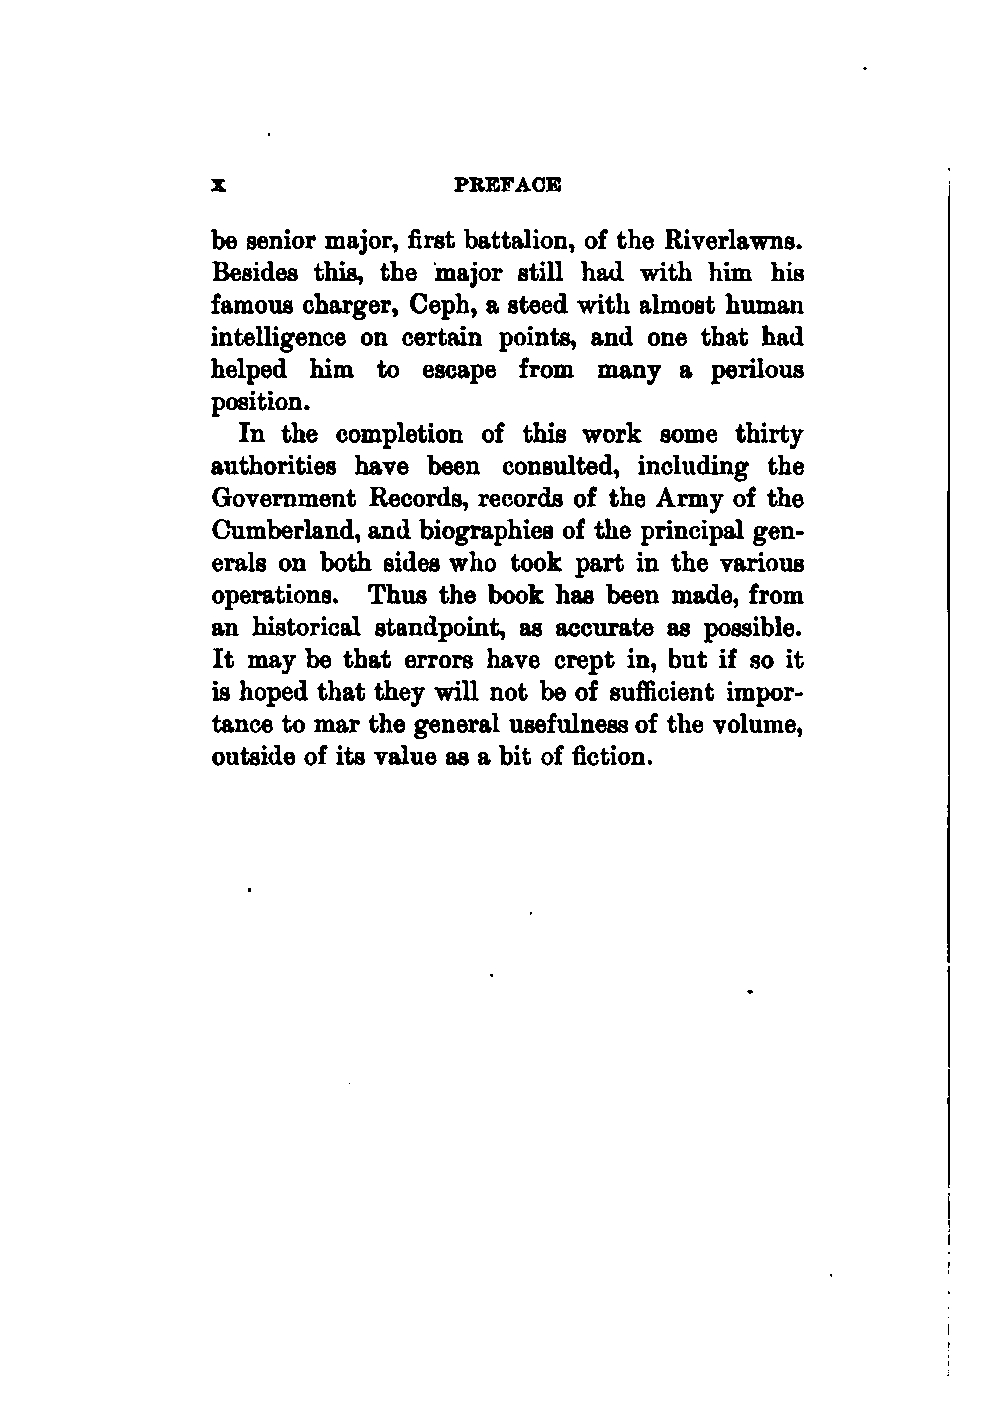 x PREFACE
be senior major, first battalion, of the Riverlawns.
Besides this, the major still had with him his
famous charger, Ceph, a steed with almost human
intelligence on certain points, and one that had
helped him to escape from many a perilous
position.
In the completion of this work some thirty
authorities have been consulted, including the
Government Records, records of the Army of the
Cumberland, and biographies of the principal gen-
erals on both sides who took part in the various
operations. Thus the book has been made, from
an historical standpoint, as accurate as possible.
It may be that errors have crept in, but if so it
is hoped that they will not be of sufficient impor-
tance to mar the general usefulness of the volume,
outside of its value as a bit of fiction.